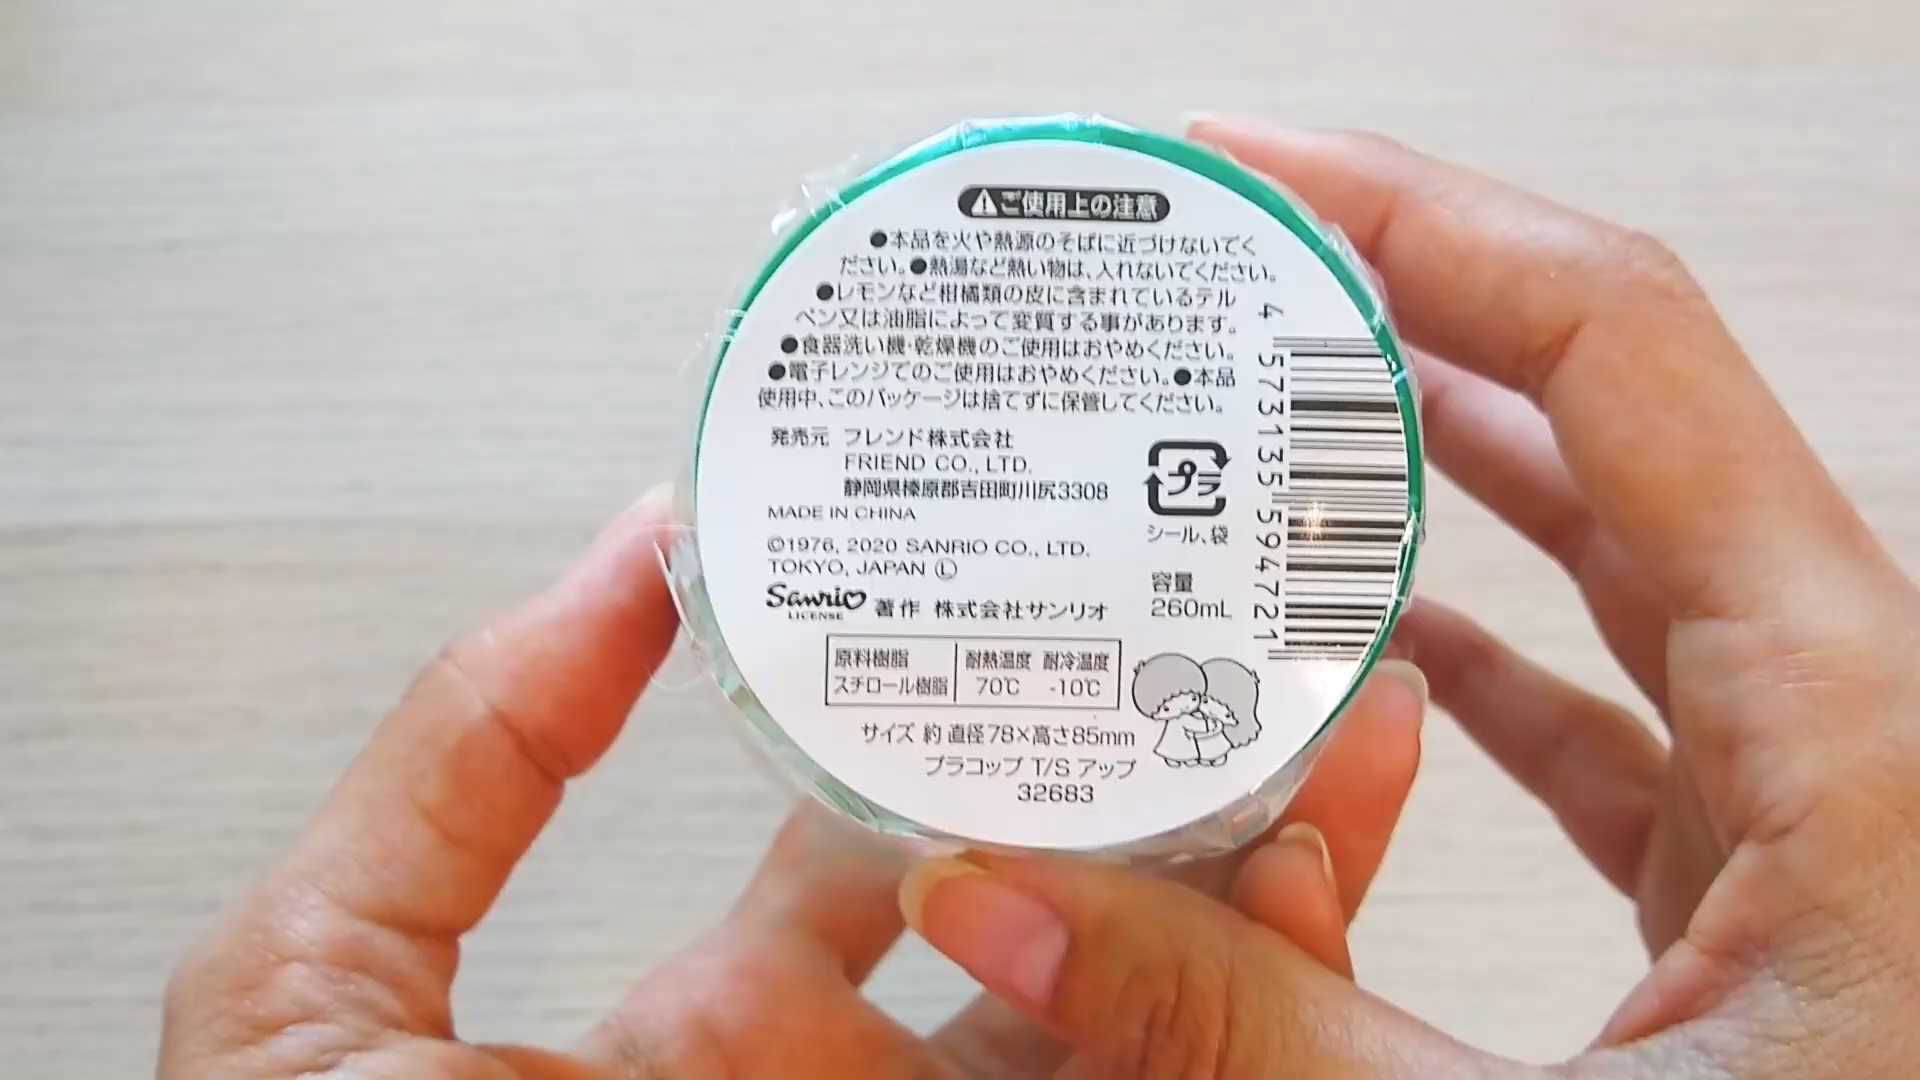 ご使用上の注意
●本品を火や熱源のそばに近づけないでく
ださい。●熱湯など熱い物は、入れないでください。
●レモンなど柑橘類の皮に含まれているテル
ペン又は油脂によって変質する事があります。
●食器洗い機・乾燥機のご使用はおやめください。
●電子レンジでのご使用はおやめください。●本品
使用中、このパッケージは捨てずに保管してください。
発売元 フレンド株式会社
FRIEND CO., LTD.
静岡県榛原郡吉田町川尻3308
MADE IN CHINA
©1976, 2020 SANRIO CO., LTD.
TOKYO, JAPAN Ⓛ
Sanrio
LICENSE
著作 株式会社サンリオ
プラ
シール、袋
容量
260mL
4 573135 594721
原料樹脂 耐熱温度 耐冷温度
スチロール樹脂 70℃ -10℃
サイズ 約 直径78×高さ85mm
プラコップ T/S アップ
32683